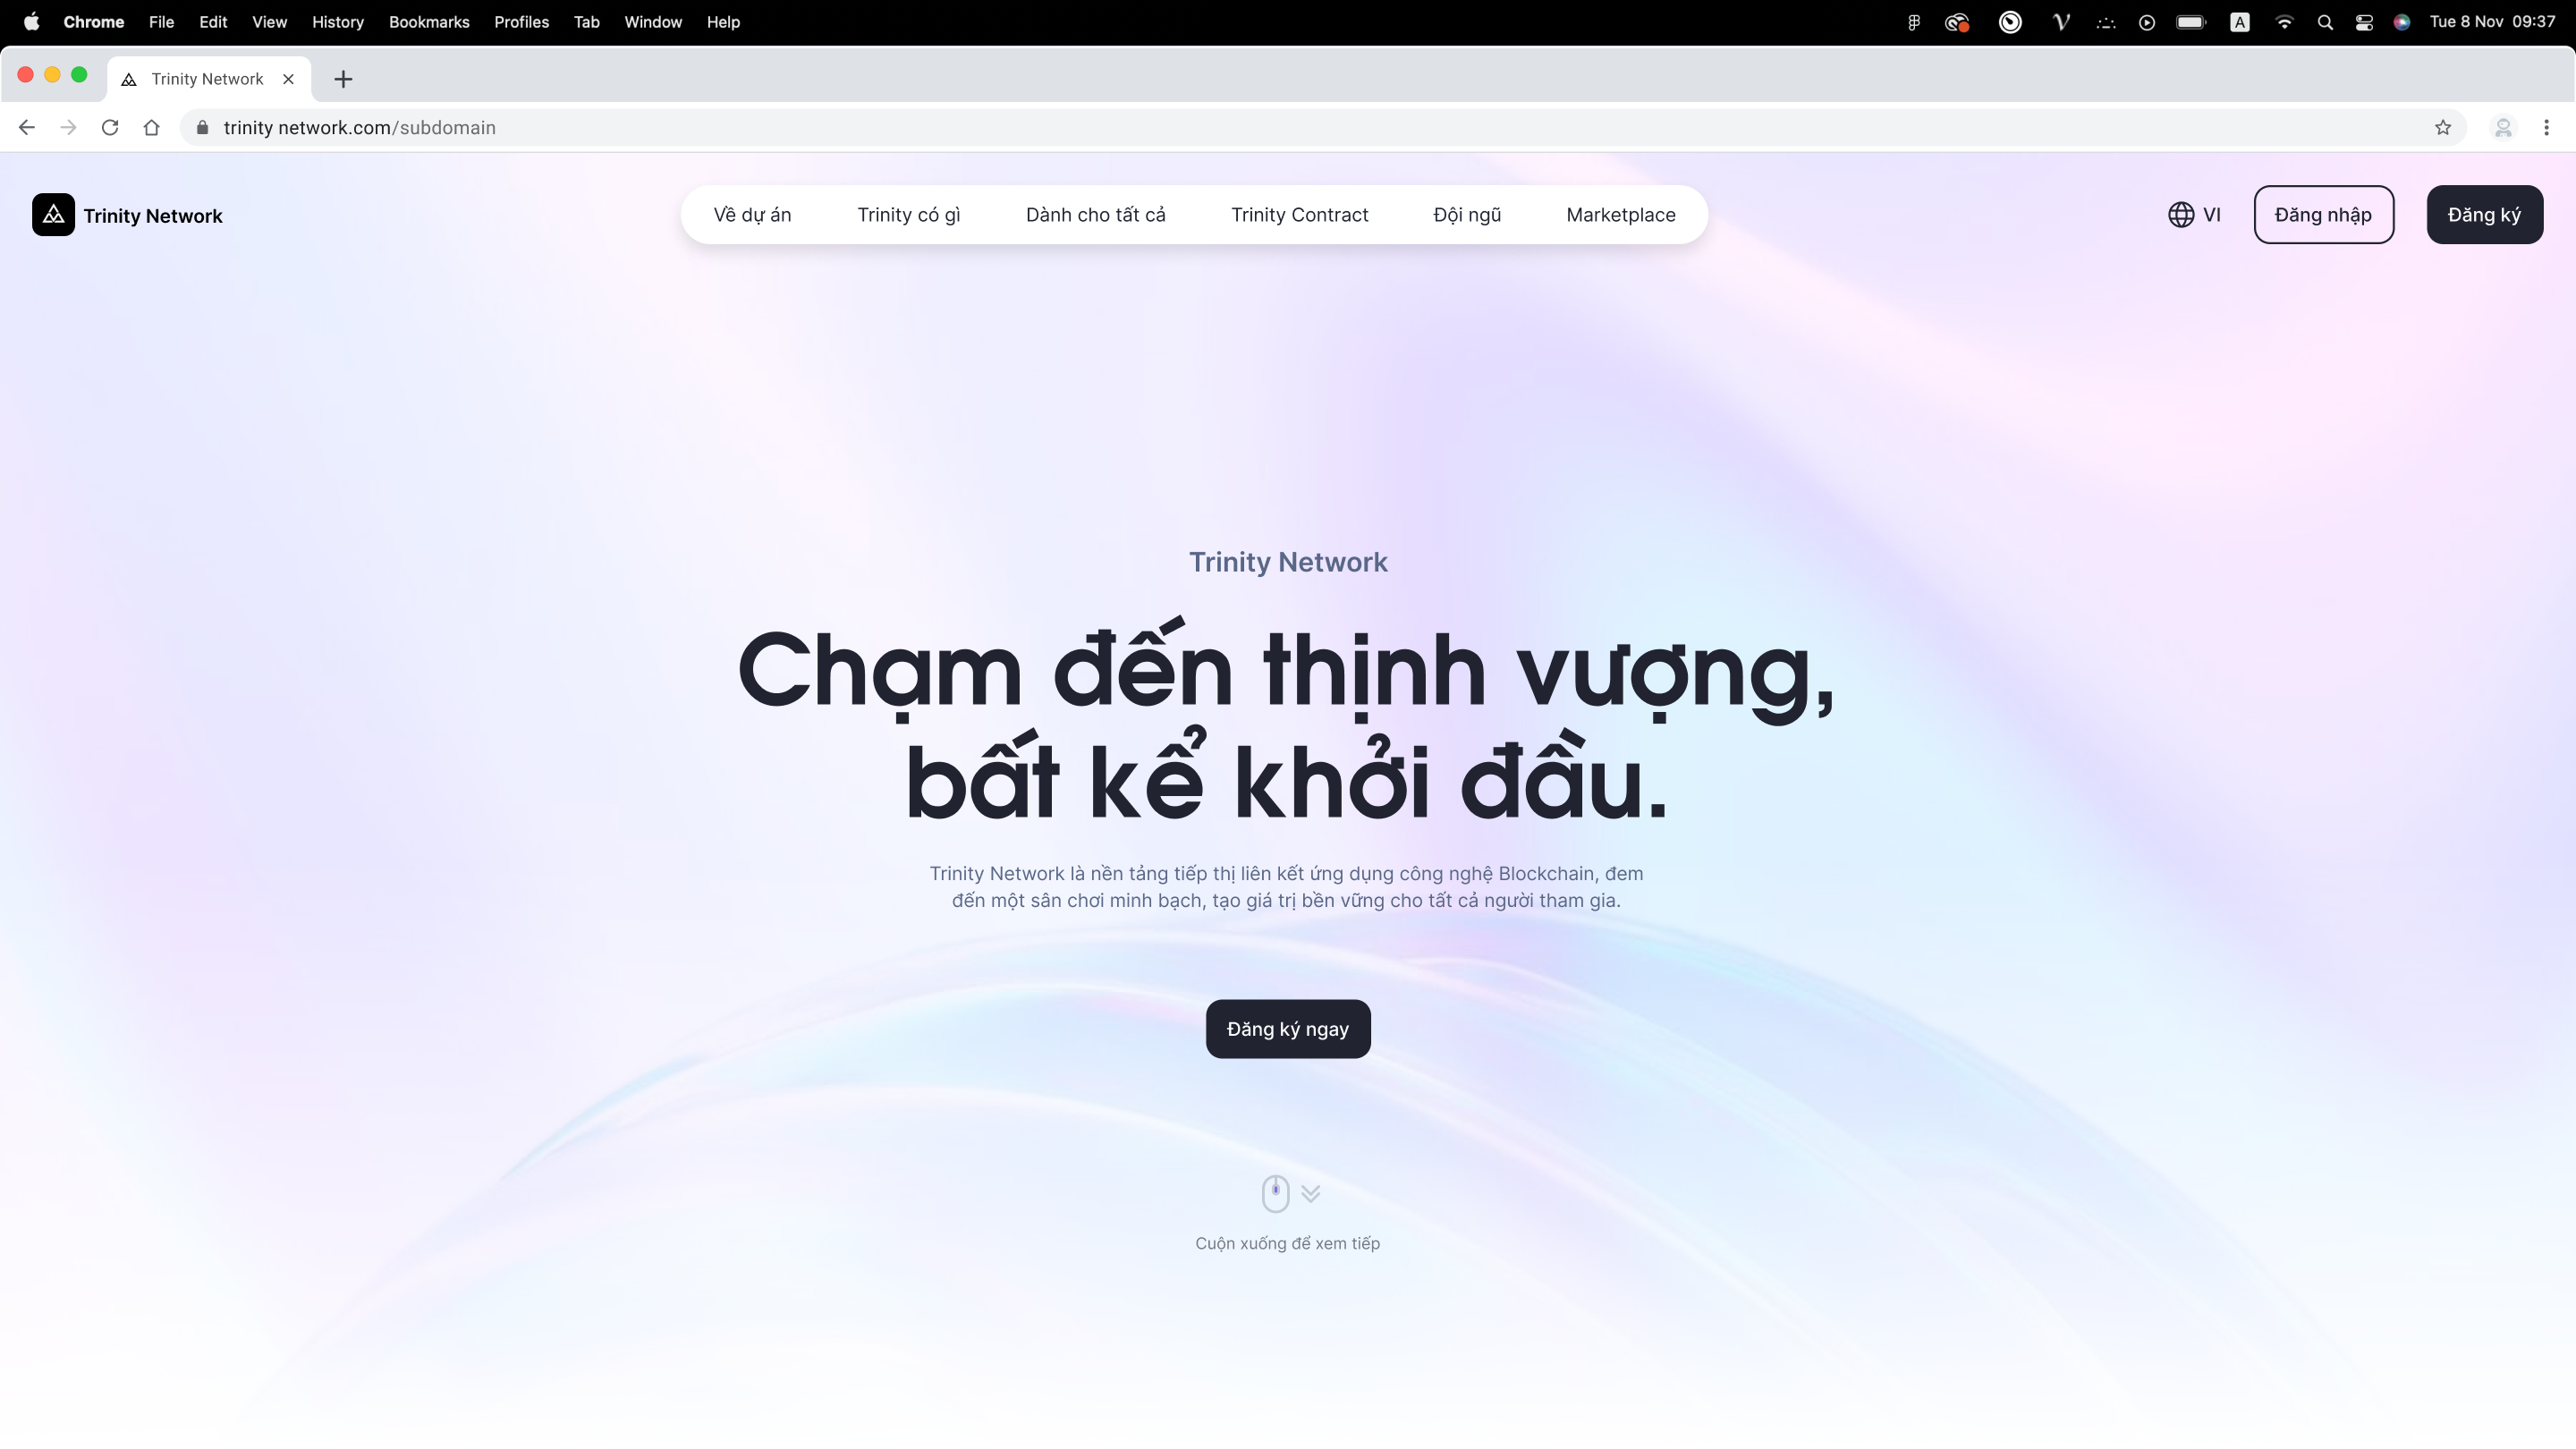 Chrome File Edit View History Bookmarks Profiles Tab Window Help A Tue 8 Nov 09:37
Trinity Network
trinity network.com/subdomain
Trinity Network Về dự án Trinity có gì Dành cho tất cả Trinity Contract Đội ngũ Marketplace VI Đăng nhập Đăng ký
Trinity Network
Chạm đến thịnh vượng,
bất kể khởi đầu.
Trinity Network là nền tảng tiếp thị liên kết ứng dụng công nghệ Blockchain, đem
đến một sân chơi minh bạch, tạo giá trị bền vững cho tất cả người tham gia.
Đăng ký ngay
Cuộn xuống để xem tiếp